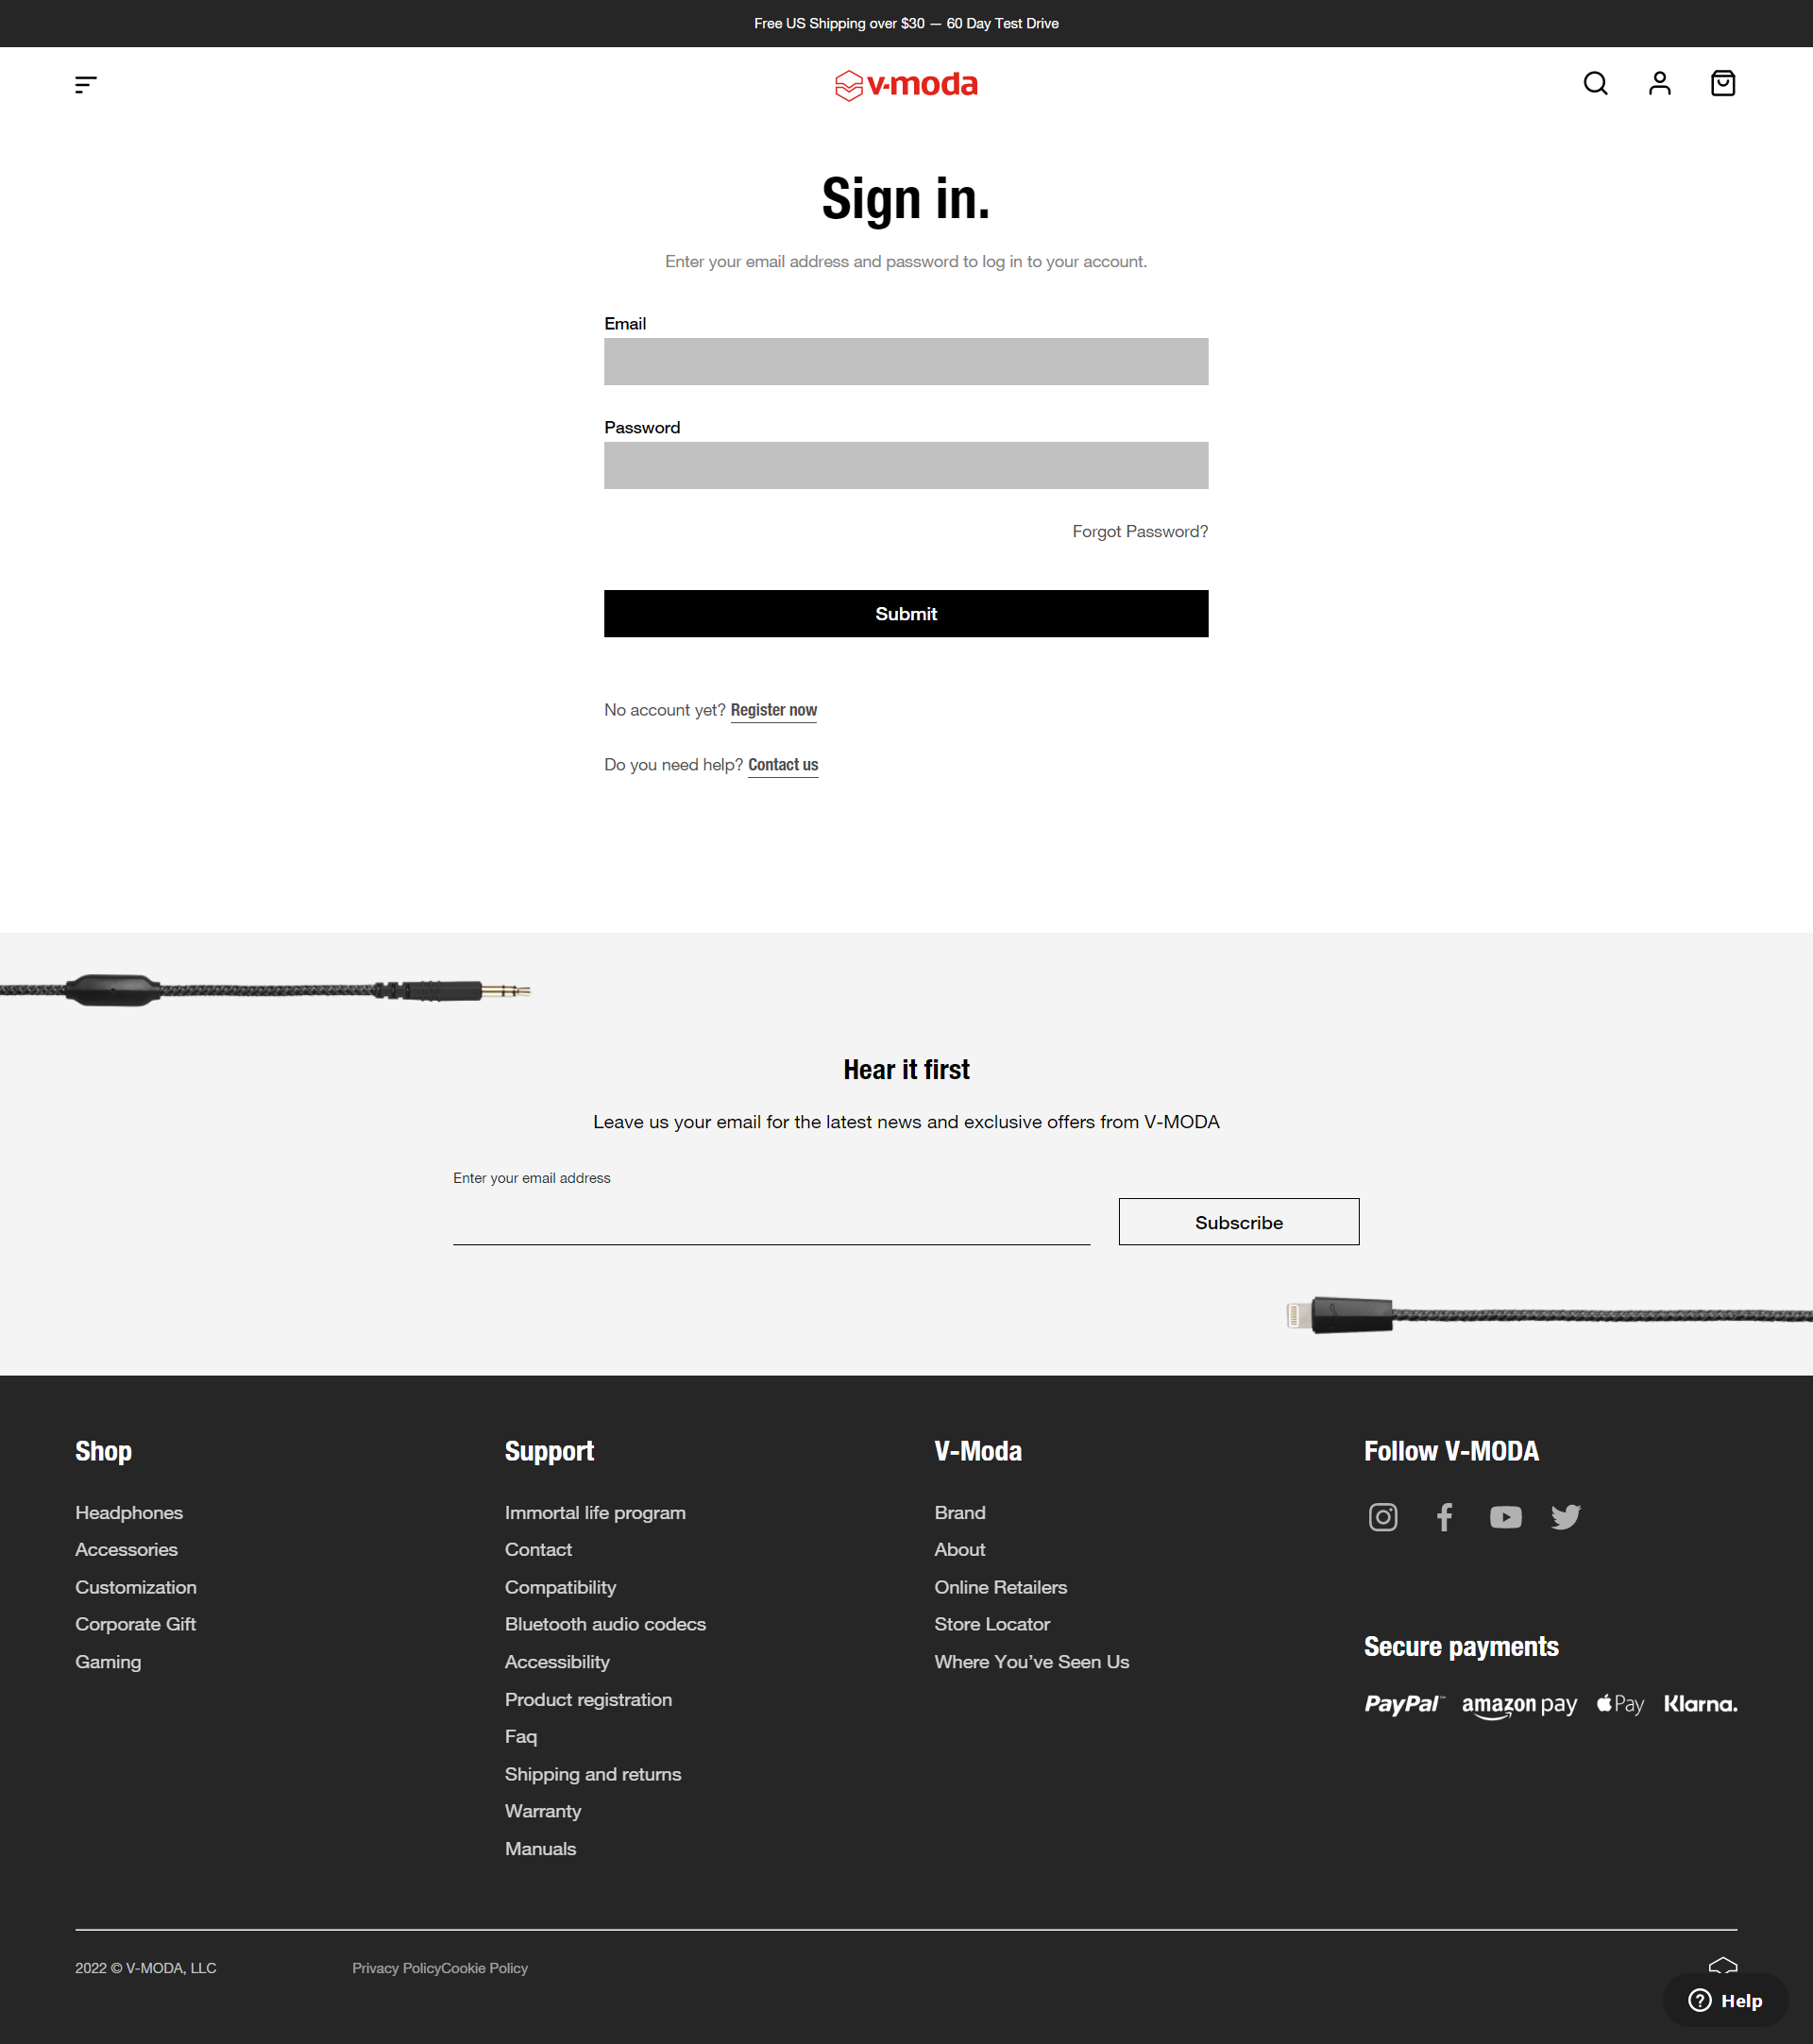 Free US Shipping over $30 — 60 Day Test Drive
v-moda
Sign in.
Enter your email address and password to log in to your account.
Email
Password
Forgot Password?
Submit
No account yet? Register now
Do you need help? Contact us
Hear it first
Leave us your email for the latest news and exclusive offers from V-MODA
Enter your email address
Subscribe
Shop
Headphones
Accessories
Customization
Corporate Gift
Gaming
Support
Immortal life program
Contact
Compatibility
Bluetooth audio codecs
Accessibility
Product registration
Faq
Shipping and returns
Warranty
Manuals
V-Moda
Brand
About
Online Retailers
Store Locator
Where You’ve Seen Us
Follow V-MODA
Secure payments
PayPal™ amazon pay Pay Klarna.
2022 © V-MODA, LLC
Privacy PolicyCookie Policy
Help